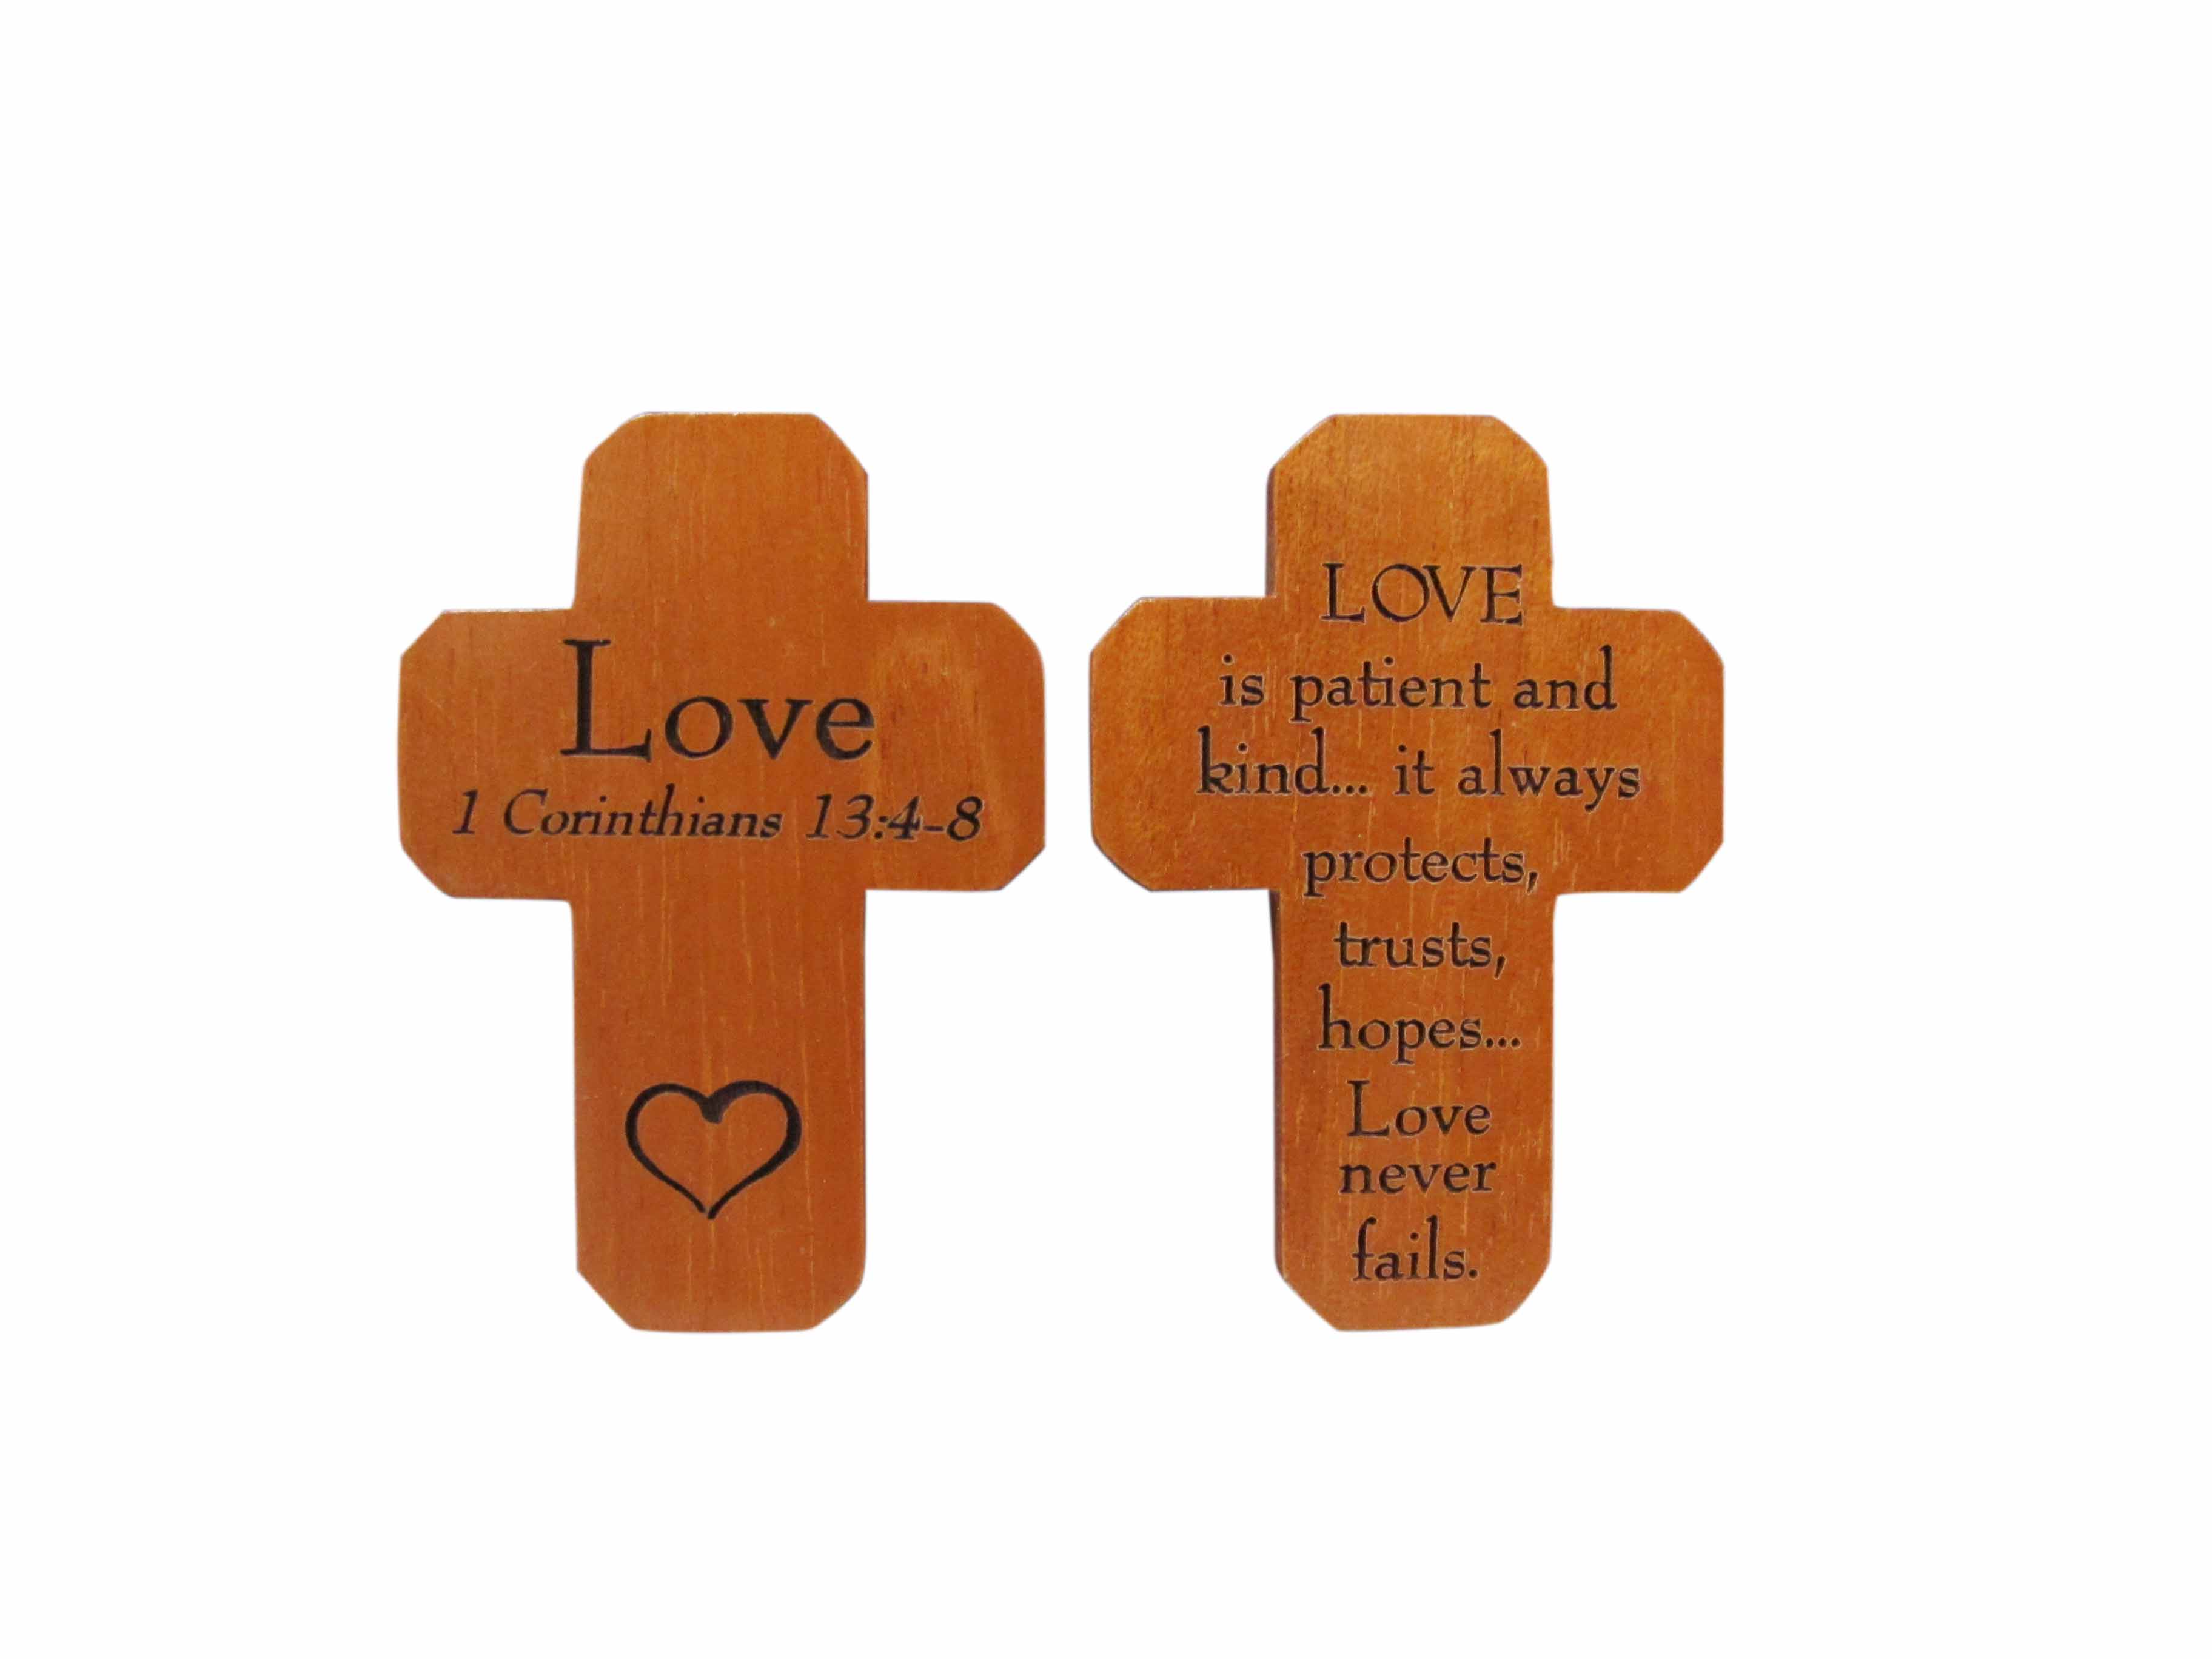 Love
1 Corinthians 13:4-8
LOVE
is patient and
kind... it always
protects,
trusts,
hopes...
Love
never
fails.